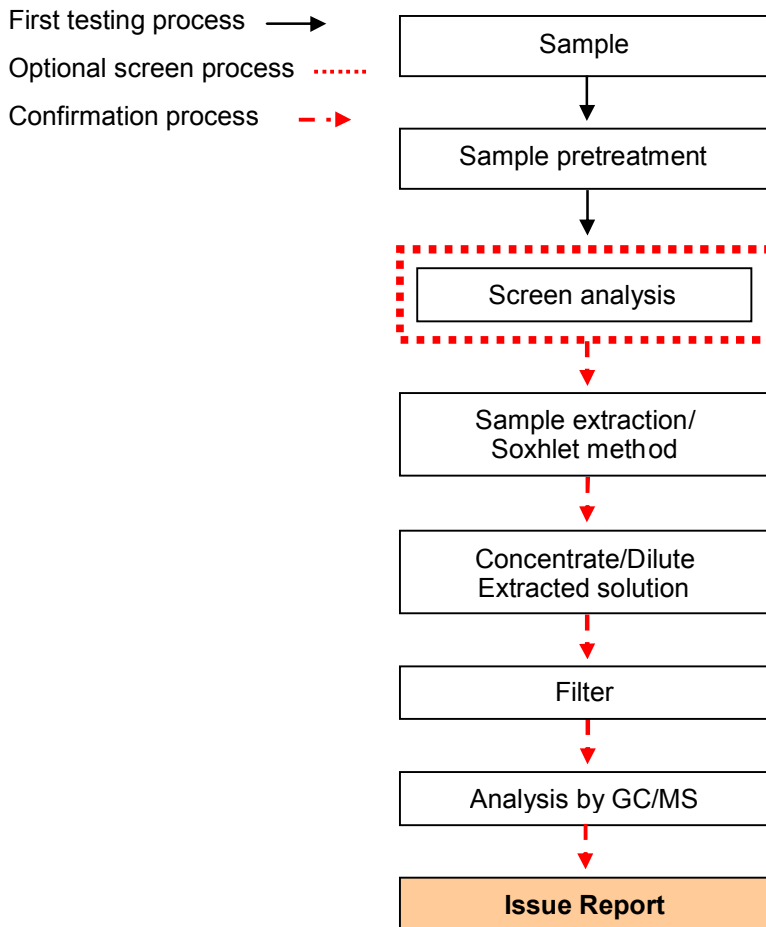 First testing process
Optional screen process
Confirmation process
Sample
Sample pretreatment
Screen analysis
Sample extraction/
Soxhlet method
Concentrate/Dilute
Extracted solution
Filter
Analysis by GC/MS
Issue Report